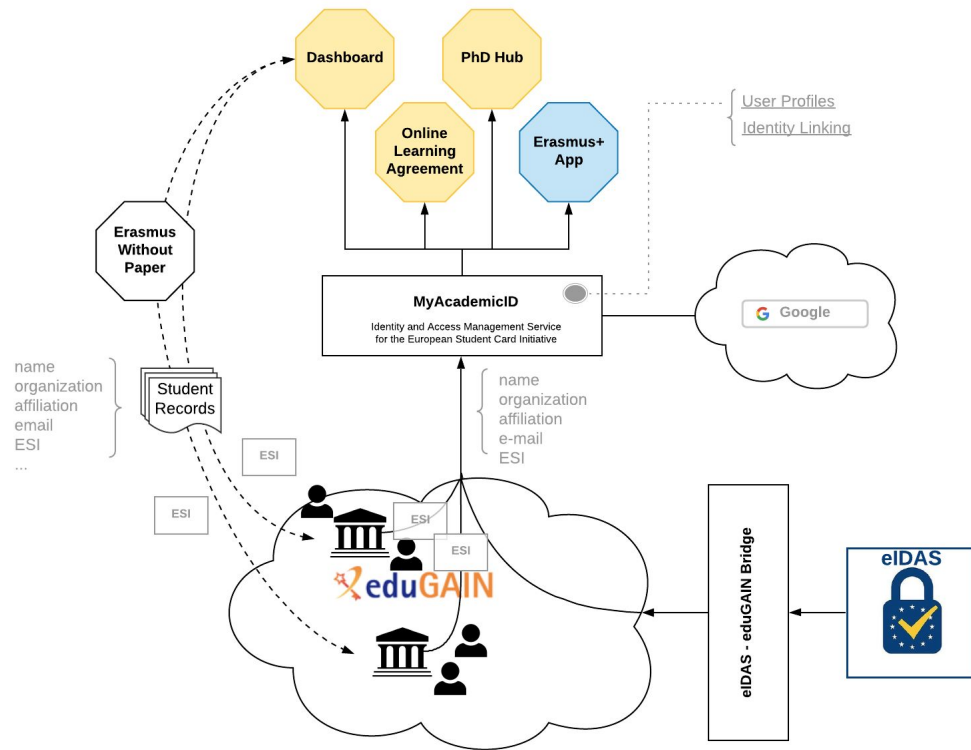 Dashboard
PhD Hub
Online
Learning
Agreement
Erasmus+
App
User Profiles
Identity Linking
Erasmus
Without
Paper
MyAcademicID
Identity and Access Management Service
for the European Student Card Initiative
Google
name
organization
affiliation
email
ESI
...
Student
Records
name
organization
affiliation
e-mail
ESI
ESI
ESI
ESI
ESI
eduGAIN
eIDAS - eduGAIN Bridge
eIDAS